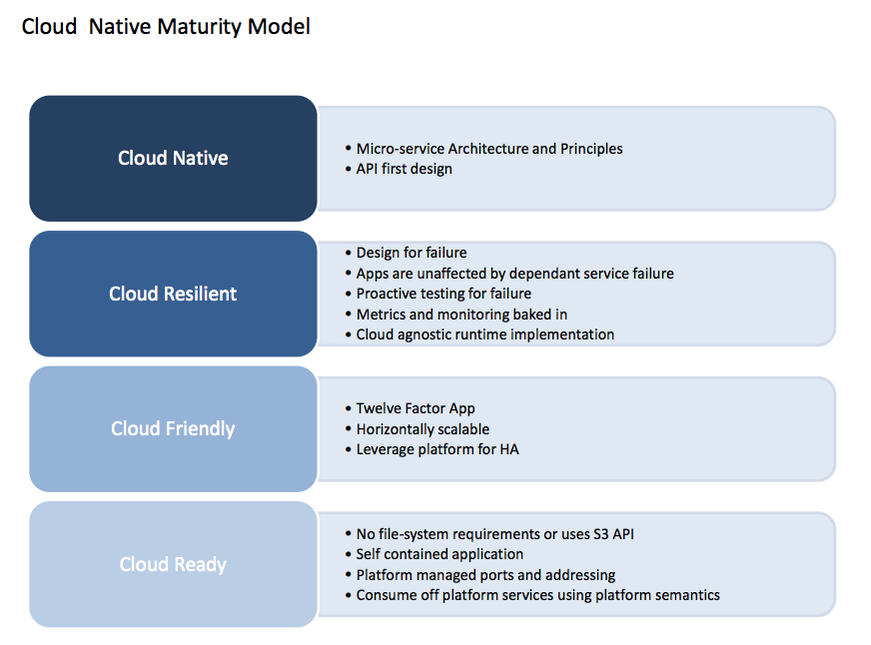 Cloud  Native Maturity Model
Cloud Native
• Micro-service Architecture and Principles
• API first design
Cloud Resilient
• Design for failure
• Apps are unaffected by dependant service failure
• Proactive testing for failure
• Metrics and monitoring baked in
• Cloud agnostic runtime implementation
Cloud Friendly
• Twelve Factor App
• Horizontally scalable
• Leverage platform for HA
Cloud Ready
• No file-system requirements or uses S3 API
• Self contained application
• Platform managed ports and addressing
• Consume off platform services using platform semantics